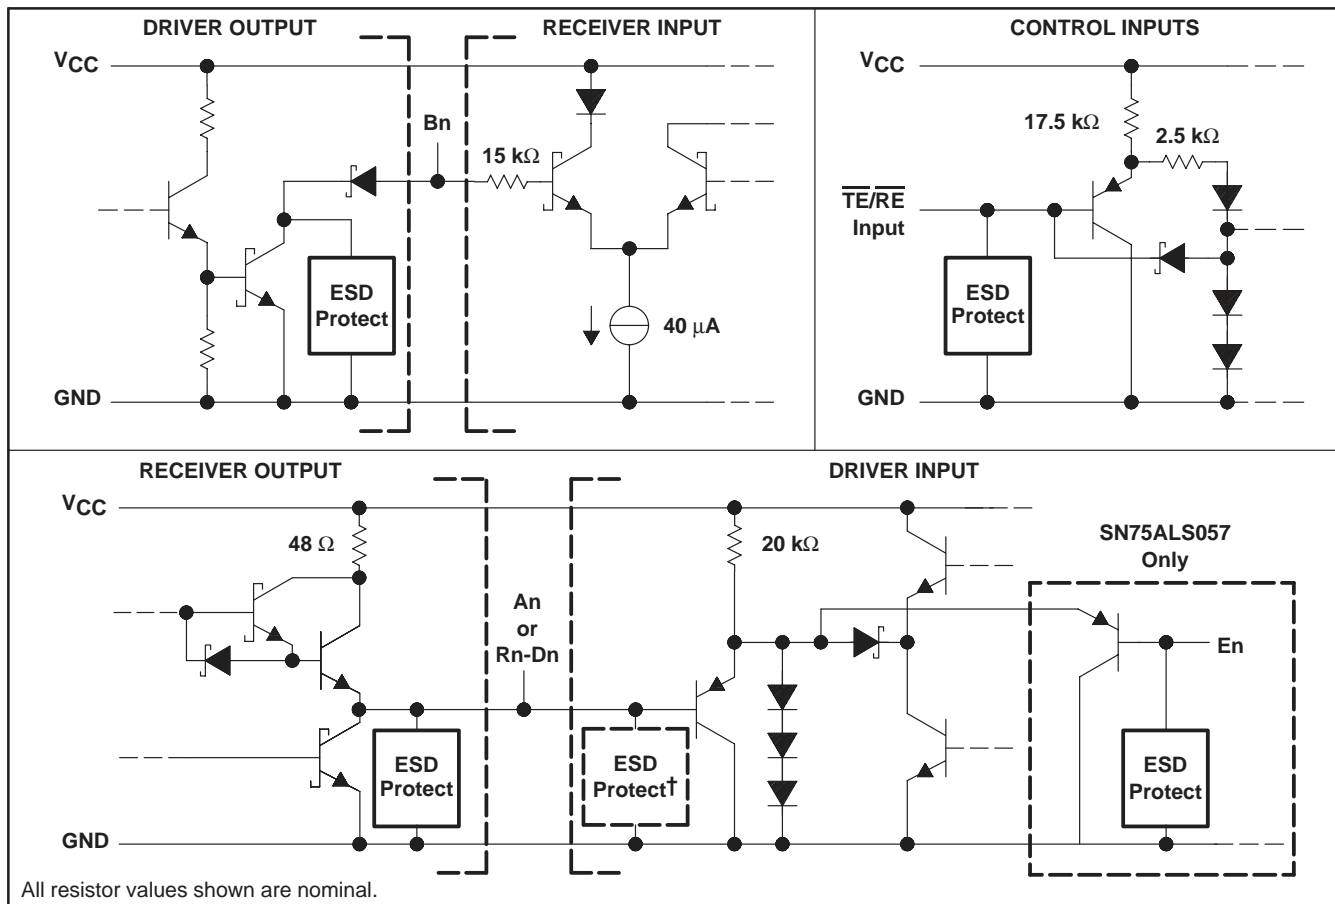 DRIVER OUTPUT
RECEIVER INPUT
CONTROL INPUTS
VCC
Bn
15 kΩ
ESD
Protect
40 μA
GND
VCC
17.5 kΩ
2.5 kΩ
T̅E̅/R̅E̅
Input
ESD
Protect
GND
RECEIVER OUTPUT
DRIVER INPUT
VCC
48 Ω
An
or
Rn-Dn
20 kΩ
SN75ALS057
Only
En
ESD
Protect
ESD
Protect†
ESD
Protect
GND
All resistor values shown are nominal.